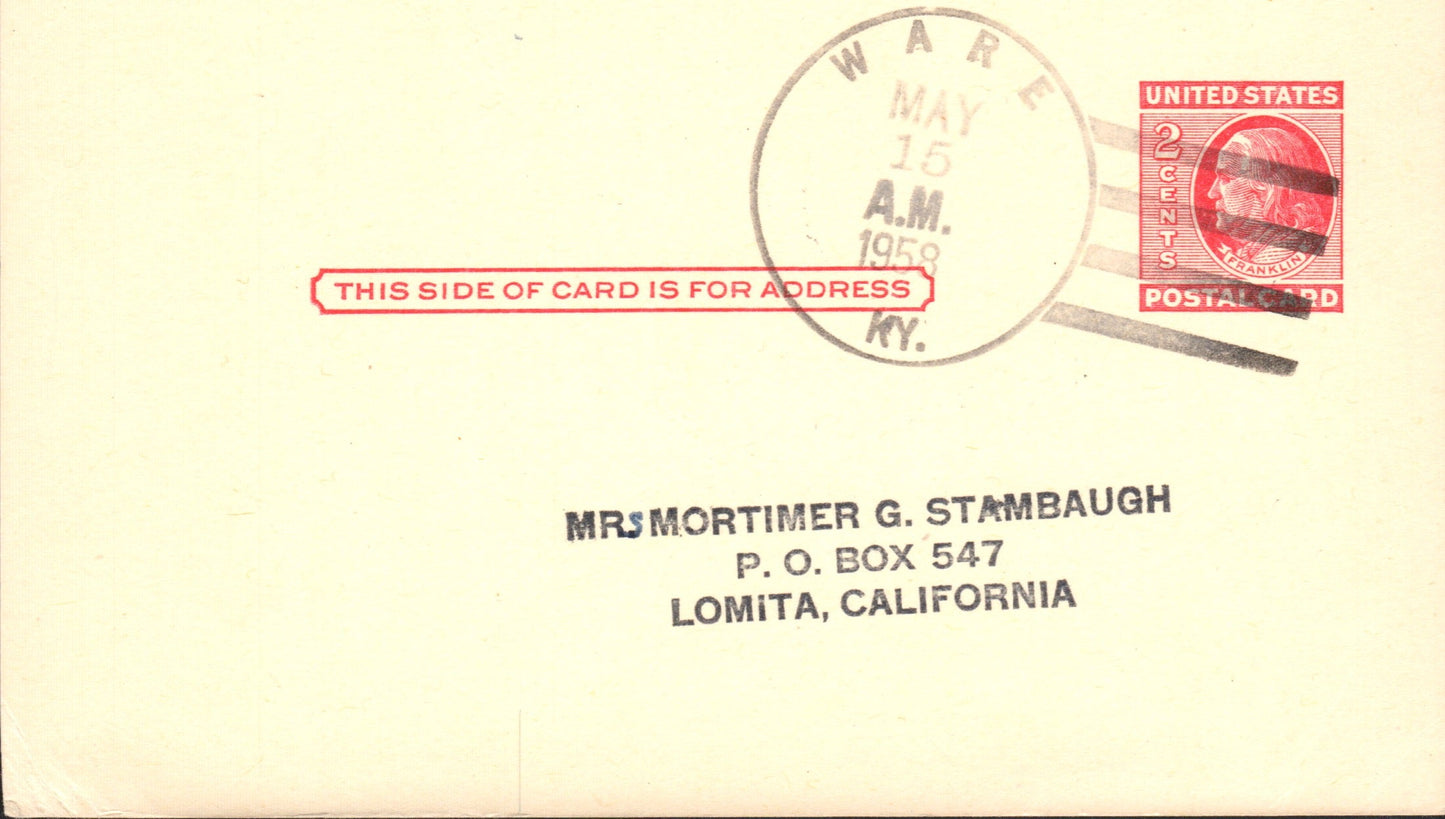 WARE
MAY
15
A.M.
1958
KY.
UNITED STATES
2 CENTS
FRANKLIN
POSTAL CARD
THIS SIDE OF CARD IS FOR ADDRESS
MRS MORTIMER G. STAMBAUGH
P. O. BOX 547
LOMiTA, CALIFORNIA